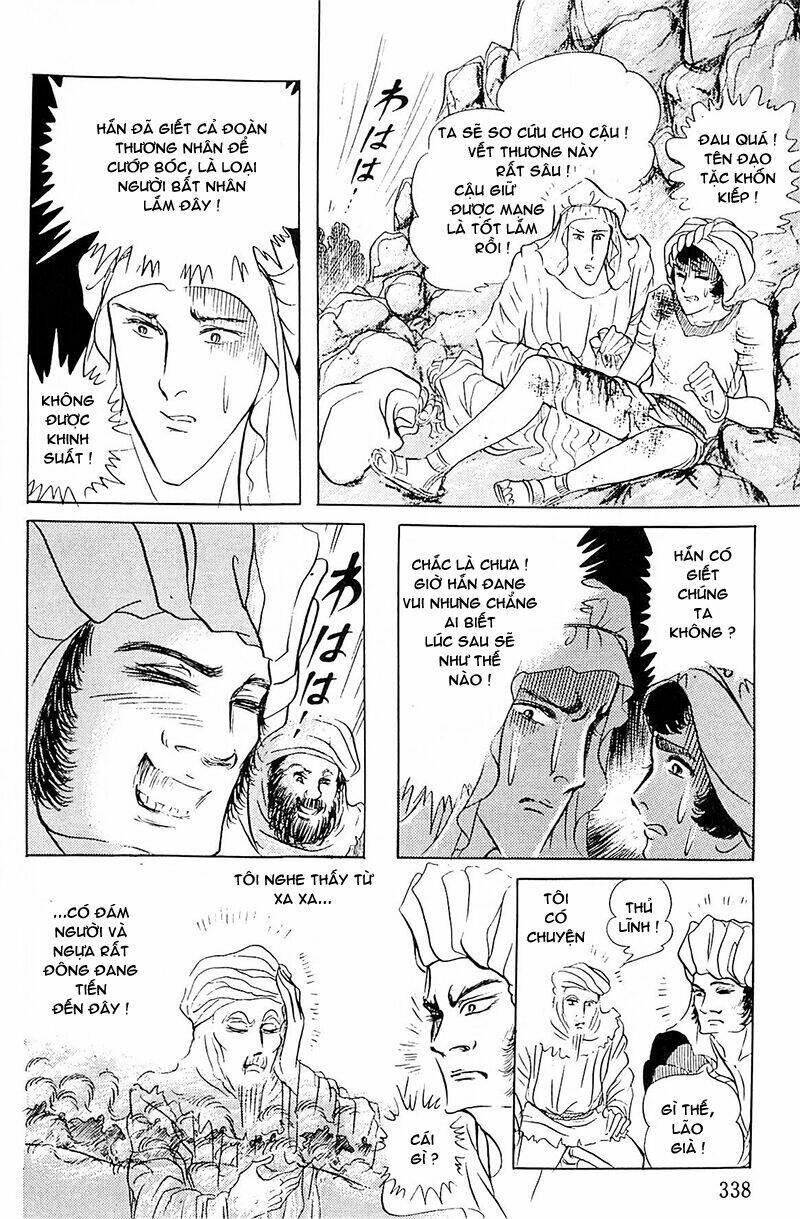 ĐAU QUÁ !
TÊN ĐẠO
TẶC KHỐN
KIẾP !
TA SẼ SƠ CỨU CHO CẬU !
VẾT THƯƠNG NÀY
RẤT SÂU !
CẬU GIỮ
ĐƯỢC MẠNG
LÀ TỐT LẮM
RỒI !
わはは…
HẮN ĐÃ GIẾT CẢ ĐOÀN
THƯƠNG NHÂN ĐỂ
CƯỚP BÓC, LÀ LOẠI
NGƯỜI BẤT NHÂN
LẮM ĐÂY !
KHÔNG
ĐƯỢC
KHINH
SUẤT !
HẮN CÓ
GIẾT
CHÚNG
TA
KHÔNG ?
CHẮC LÀ CHƯA !
GIỜ HẮN ĐANG
VUI NHƯNG CHẲNG
AI BIẾT
LÚC SAU SẼ
NHƯ THẾ
NÀO !
わはは…
THỦ
LĨNH !
TÔI
CÓ
CHUYỆN
GÌ THẾ,
LÃO
GIÀ !
TÔI NGHE THẤY TỪ
XA XA...
CÁI
GÌ ?
...CÓ ĐÁM
NGƯỜI VÀ
NGỰA RẤT
ĐÔNG ĐANG
TIẾN
ĐẾN ĐÂY !
338